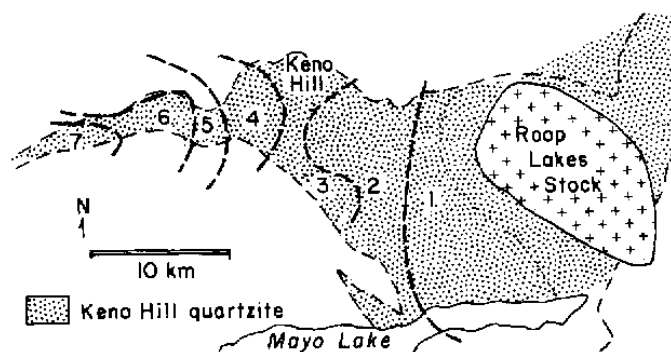 Keno
Hill
Roop
Lakes
Stock
7
6
5
4
3
2
1
N
10 km
Keno Hill quartzite
Mayo Lake